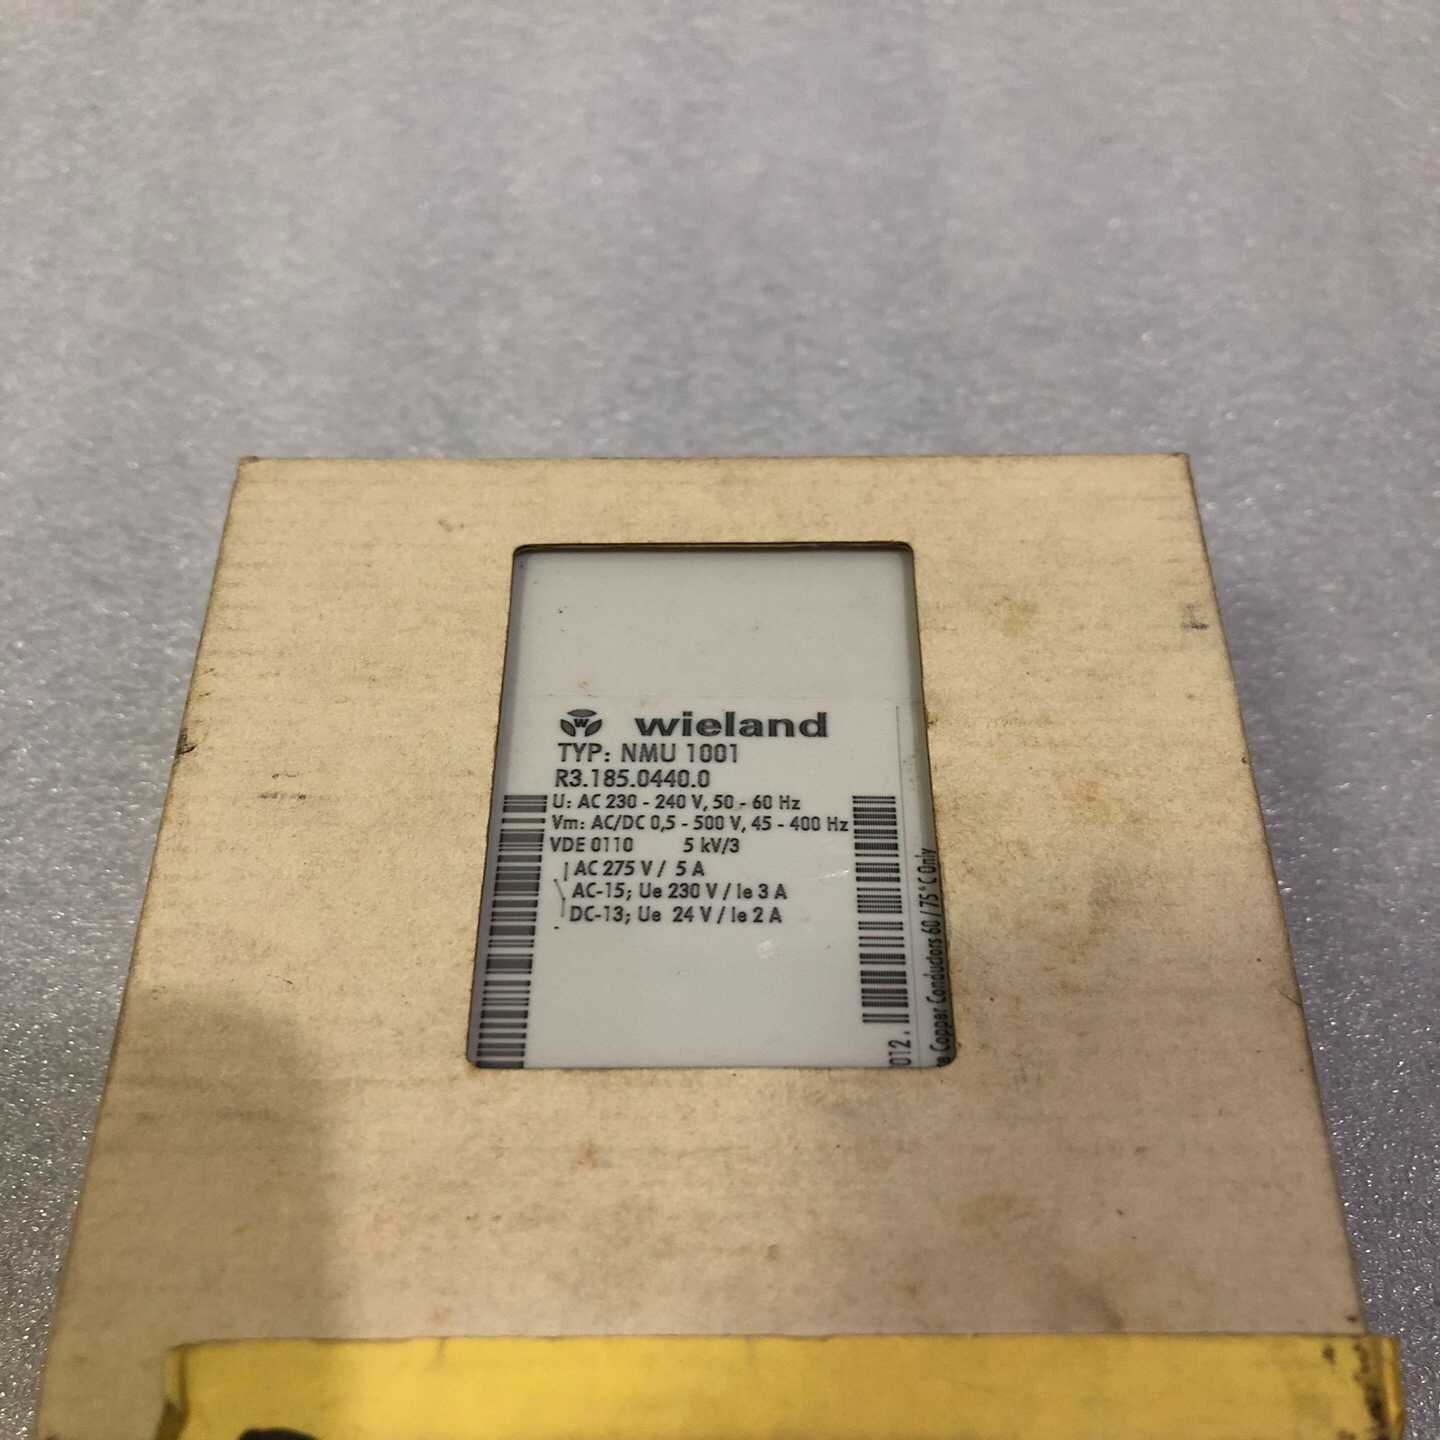 wieland
TYP: NMU 1001
R3.185.0440.0
U: AC 230 - 240 V, 50 - 60 Hz
Vm: AC/DC 0,5 - 500 V, 45 - 400 Hz
VDE 0110 5 kV/3
AC 275 V / 5 A
AC-15; Ue 230 V / Ie 3 A
DC-13; Ue 24 V / Ie 2 A
012.
Copper Conductors 60 / 75°C Only